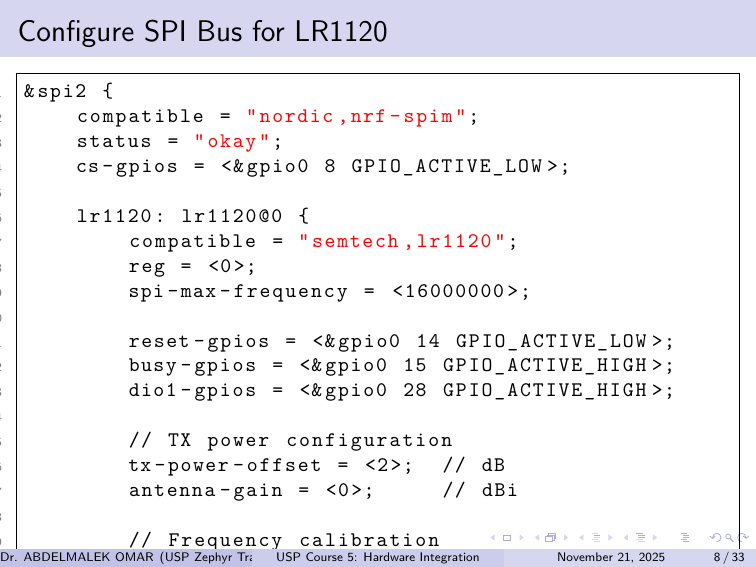 Configure SPI Bus for LR1120
&spi2 {
compatible = "nordic,nrf-spim";
status = "okay";
cs-gpios = <&gpio0 8 GPIO_ACTIVE_LOW>;
lr1120: lr1120@0 {
compatible = "semtech,lr1120";
reg = <0>;
spi-max-frequency = <16000000>;
reset-gpios = <&gpio0 14 GPIO_ACTIVE_LOW>;
busy-gpios = <&gpio0 15 GPIO_ACTIVE_HIGH>;
dio1-gpios = <&gpio0 28 GPIO_ACTIVE_HIGH>;
// TX power configuration
tx-power-offset = <2>; // dB
antenna-gain = <0>; // dBi
// Frequency calibration
Dr. ABDELMALEK OMAR (USP Zephyr Tra USP Course 5: Hardware Integration November 21, 2025 8 / 33